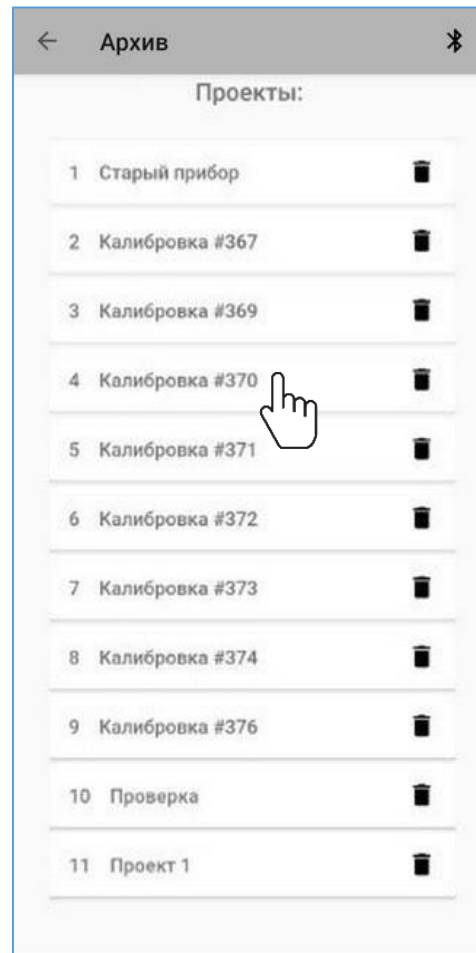 Архив
Проекты:
1 Старый прибор
2 Калибровка #367
3 Калибровка #369
4 Калибровка #370
5 Калибровка #371
6 Калибровка #372
7 Калибровка #373
8 Калибровка #374
9 Калибровка #376
10 Проверка
11 Проект 1